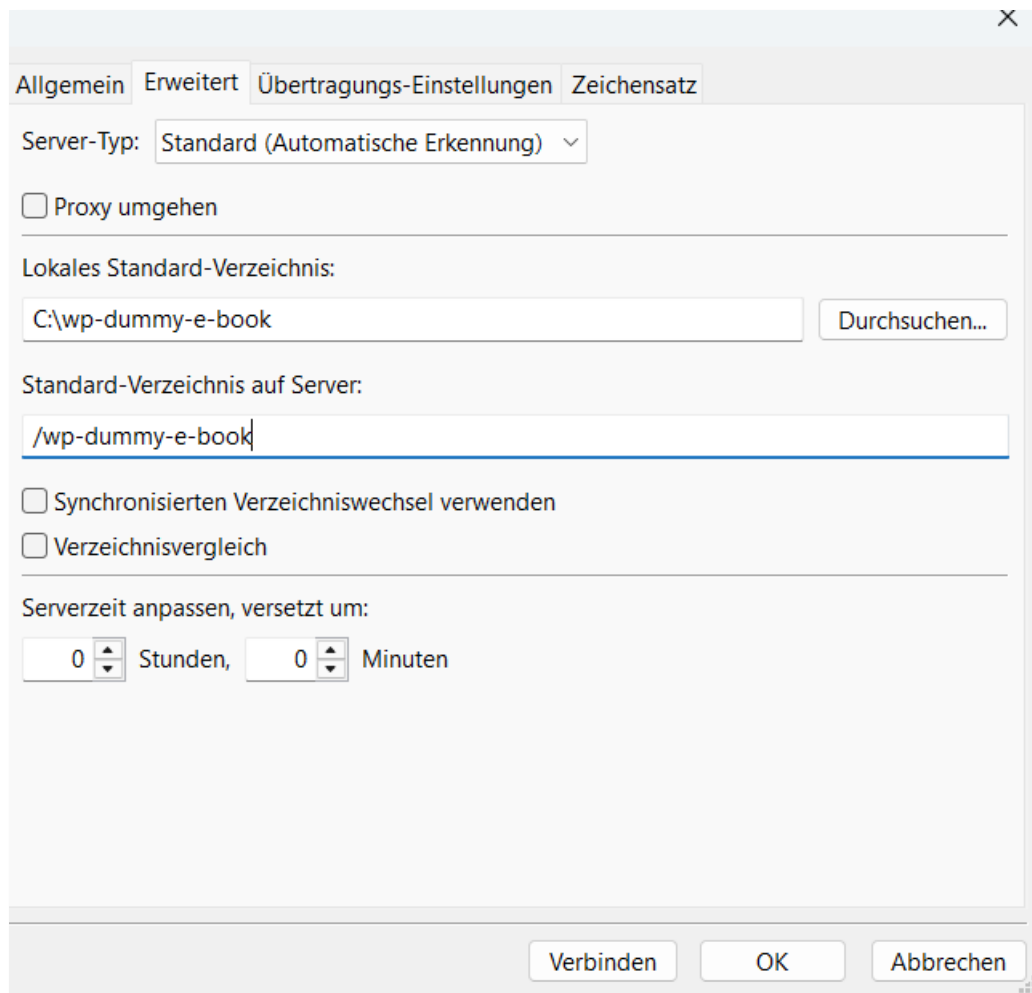 Allgemein Erweitert Übertragungs-Einstellungen Zeichensatz
Server-Typ: Standard (Automatische Erkennung)
Proxy umgehen
Lokales Standard-Verzeichnis:
C:\wp-dummy-e-book Durchsuchen...
Standard-Verzeichnis auf Server:
/wp-dummy-e-book
Synchronisierten Verzeichniswechsel verwenden
Verzeichnisvergleich
Serverzeit anpassen, versetzt um:
0 Stunden, 0 Minuten
Verbinden OK Abbrechen